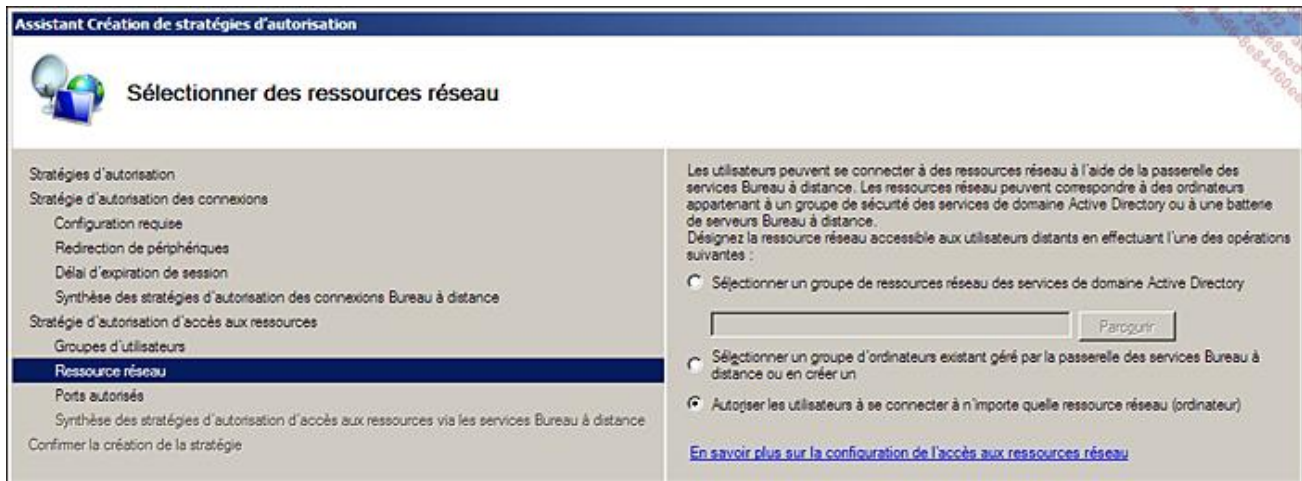 Assistant Création de stratégies d'autorisation
Sélectionner des ressources réseau
Stratégies d'autorisation
Stratégie d'autorisation des connexions
Configuration requise
Redirection de périphériques
Délai d'expiration de session
Synthèse des stratégies d'autorisation des connexions Bureau à distance
Stratégie d'autorisation d'accès aux ressources
Groupes d'utilisateurs
Ressource réseau
Ports autorisés
Synthèse des stratégies d'autorisation d'accès aux ressources via les services Bureau à distance
Confirmer la création de la stratégie
Les utilisateurs peuvent se connecter à des ressources réseau à l'aide de la passerelle des
services Bureau à distance. Les ressources réseau peuvent correspondre à des ordinateurs
appartenant à un groupe de sécurité des services de domaine Active Directory ou à une batterie
de serveurs Bureau à distance.
Désignez la ressource réseau accessible aux utilisateurs distants en effectuant l'une des opérations
suivantes :
Sélectionner un groupe de ressources réseau des services de domaine Active Directory
Parcourir
Sélectionner un groupe d'ordinateurs existant géré par la passerelle des services Bureau à
distance ou en créer un
Autoriser les utilisateurs à se connecter à n'importe quelle ressource réseau (ordinateur)
En savoir plus sur la configuration de l'accès aux ressources réseau